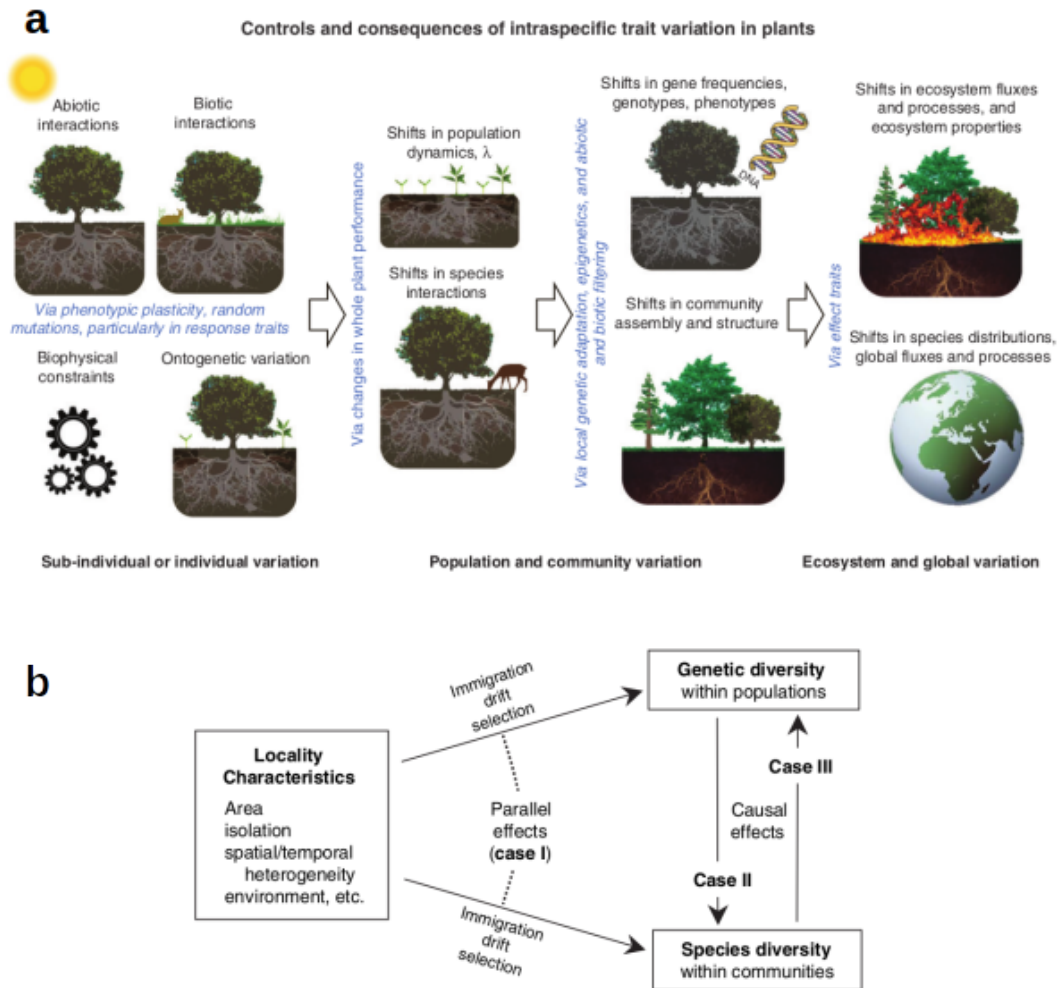 a
Controls and consequences of intraspecific trait variation in plants
Abiotic
interactions
Biotic
interactions
Via phenotypic plasticity, random
mutations, particularly in response traits
Biophysical
constraints
Ontogenetic variation
Via changes in whole plant performance
Shifts in population
dynamics, λ
Shifts in species
interactions
Via local genetic adaptation, epigenetics, and abiotic
and biotic filtering
Shifts in gene frequencies,
genotypes, phenotypes
DNA
Shifts in community
assembly and structure
Via effect traits
Shifts in ecosystem fluxes
and processes, and
ecosystem properties
Shifts in species distributions,
global fluxes and processes
Sub-individual or individual variation
Population and community variation
Ecosystem and global variation
b
Locality
Characteristics
Area
isolation
spatial/temporal
heterogeneity
environment, etc.
Immigration
drift
selection
Parallel
effects
(case I)
Immigration
drift
selection
Genetic diversity
within populations
Case III
Causal
effects
Case II
Species diversity
within communities